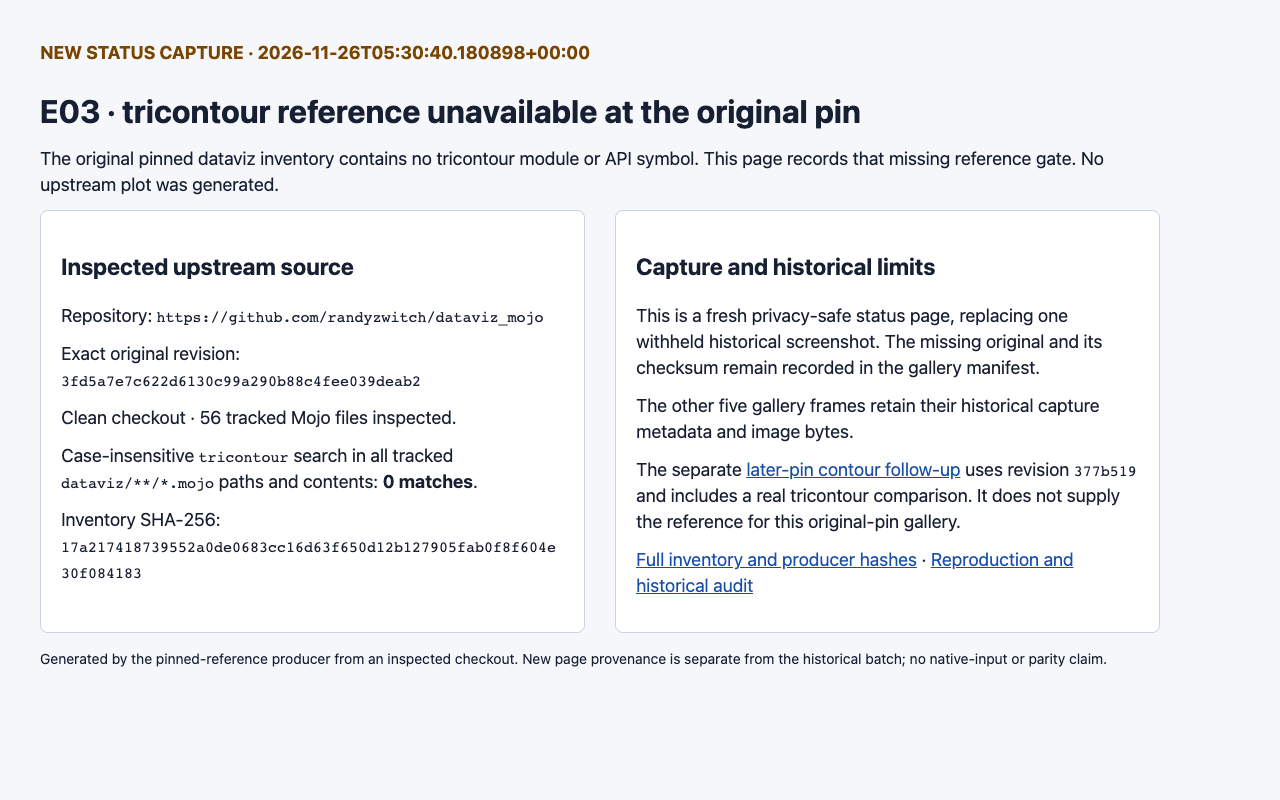 NEW STATUS CAPTURE · 2026-11-26T05:30:40.180898+00:00
E03 · tricontour reference unavailable at the original pin
The original pinned dataviz inventory contains no tricontour module or API symbol. This page records that missing reference gate. No
upstream plot was generated.
Inspected upstream source
Repository: https://github.com/randyzwitch/dataviz_mojo
Exact original revision:
3fd5a7e7c622d6130c99a290b88c4fee039deab2
Clean checkout · 56 tracked Mojo files inspected.
Case-insensitive tricontour search in all tracked
dataviz/**/*.mojo paths and contents: 0 matches.
Inventory SHA-256:
17a217418739552a0de0683cc16d63f650d12b127905fab0f8f604e
30f084183
Capture and historical limits
This is a fresh privacy-safe status page, replacing one
withheld historical screenshot. The missing original and its
checksum remain recorded in the gallery manifest.
The other five gallery frames retain their historical capture
metadata and image bytes.
The separate later-pin contour follow-up uses revision 377b519
and includes a real tricontour comparison. It does not supply
the reference for this original-pin gallery.
Full inventory and producer hashes · Reproduction and
historical audit
Generated by the pinned-reference producer from an inspected checkout. New page provenance is separate from the historical batch; no native-input or parity claim.